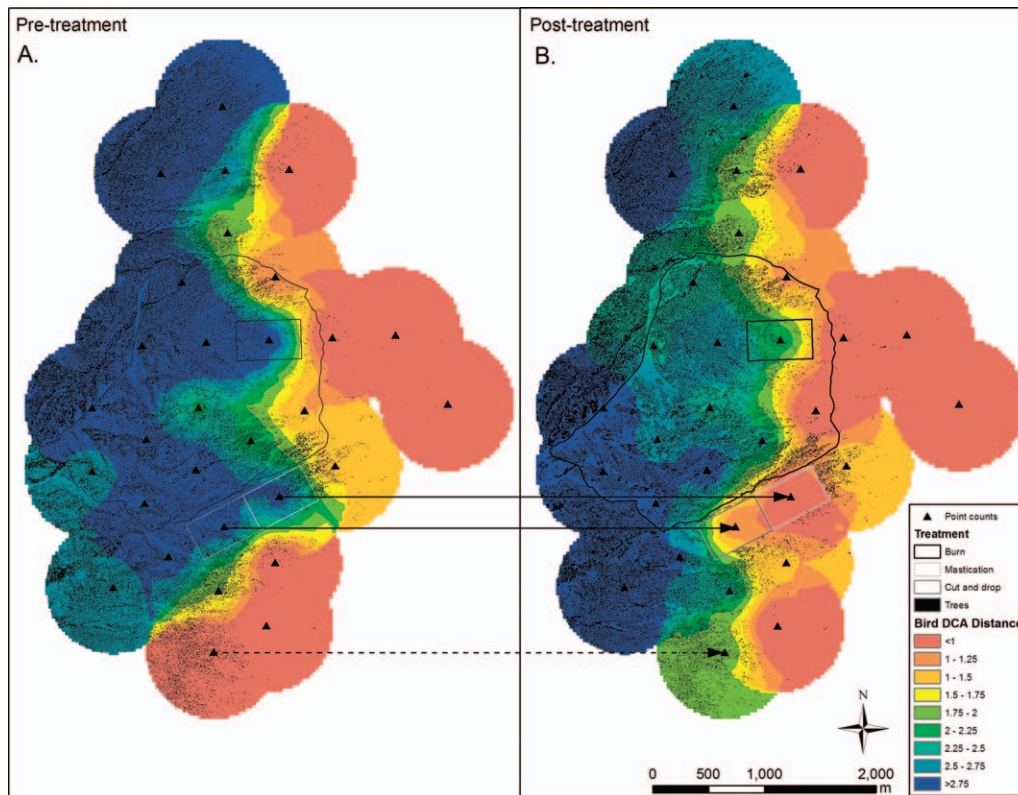 Pre-treatment
A.
Post-treatment
B.
Point counts
Treatment
Burn
Mastication
Cut and drop
Trees
Bird DCA Distance
<1
1 - 1.25
1 - 1.5
1.5 - 1.75
1.75 - 2
2 - 2.25
2.25 - 2.5
2.5 - 2.75
>2.75
N
0 500 1,000 2,000
m